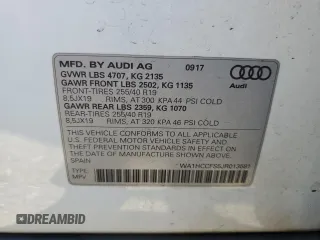 MFD. BY AUDI AG 09/17
GVWR LBS 4707, KG 2135
GAWR FRONT LBS 2502, KG 1135
FRONT-TIRES 255/40 R19
8,5JX19 RIMS, AT 300 KPA 44 PSI COLD
GAWR REAR LBS 2359, KG 1070
REAR-TIRES 255/40 R19
8,5JX19 RIMS, AT 320 KPA 46 PSI COLD
Audi
THIS VEHICLE CONFORMS TO ALL APPLICABLE
U.S. FEDERAL MOTOR VEHICLE SAFETY, BUMPER,
AND THEFT PREVENTION STANDARDS IN EFFECT
ON THE DATE OF MANUFACTURE SHOWN ABOVE.
TYPE:
MPV